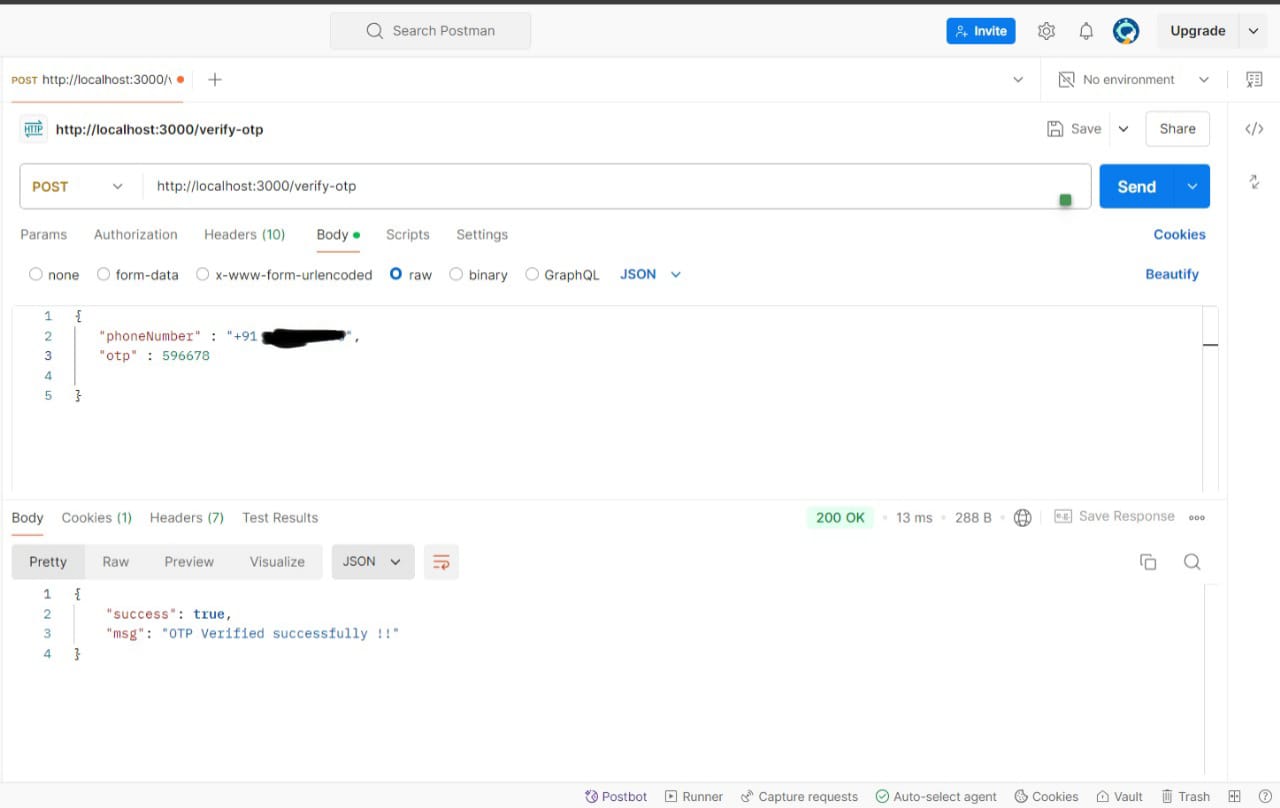 Search Postman
Invite
Upgrade
POST http://localhost:3000/v
No environment
HTTP
http://localhost:3000/verify-otp
Save
Share
POST
http://localhost:3000/verify-otp
Send
Params Authorization Headers (10) Body Scripts Settings Cookies
none form-data x-www-form-urlencoded raw binary GraphQL JSON Beautify
1 {
2 "phoneNumber" : "+91 ",
3 "otp" : 596678
4
5 }
Body Cookies (1) Headers (7) Test Results 200 OK 13 ms 288 B e.g. Save Response
Pretty Raw Preview Visualize JSON
1 {
2 "success": true,
3 "msg": "OTP Verified successfully !!"
4 }
Postbot Runner Capture requests Auto-select agent Cookies Vault Trash